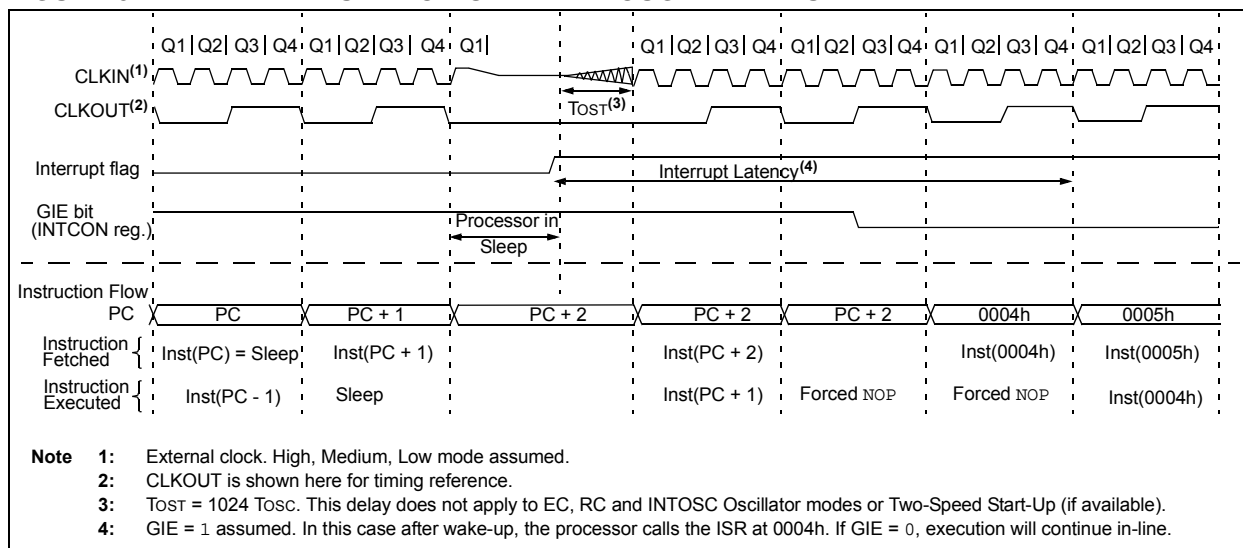 Q1 Q2 Q3 Q4 Q1 Q2 Q3 Q4 Q1 Q1 Q2 Q3 Q4 Q1 Q2 Q3 Q4 Q1 Q2 Q3 Q4 Q1 Q2 Q3 Q4
CLKIN(1)
CLKOUT(2)
TOST(3)
Interrupt flag
Interrupt Latency(4)
GIE bit
(INTCON reg.)
Processor in
Sleep
Instruction Flow
PC PC PC + 1 PC + 2 PC + 2 PC + 2 0004h 0005h
Instruction
Fetched
Inst(PC) = Sleep Inst(PC + 1) Inst(PC + 2) Inst(0004h) Inst(0005h)
Instruction
Executed
Inst(PC - 1) Sleep Inst(PC + 1) Forced NOP Forced NOP Inst(0004h)
Note 1: External clock. High, Medium, Low mode assumed.
2: CLKOUT is shown here for timing reference.
3: TOST = 1024 TOSC. This delay does not apply to EC, RC and INTOSC Oscillator modes or Two-Speed Start-Up (if available).
4: GIE = 1 assumed. In this case after wake-up, the processor calls the ISR at 0004h. If GIE = 0, execution will continue in-line.